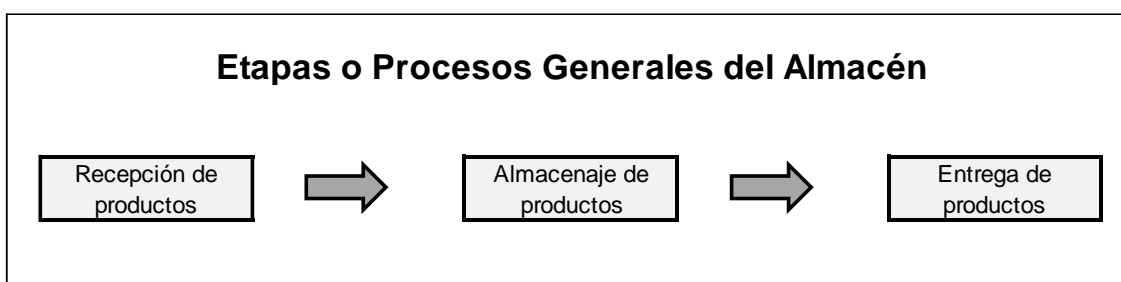 Etapas o Procesos Generales del Almacén
Recepción de
productos
Almacenaje de
productos
Entrega de
productos